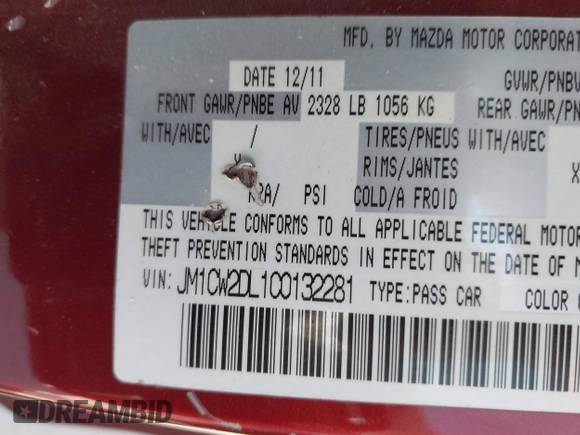 MFD. BY MAZDA MOTOR CORPORAT
DATE 12/11
GVWR/PNBV
FRONT GAWR/PNBE AV 2328 LB 1056 KG
REAR GAWR/PN
WITH/AVEC /
TIRES/PNEUS WITH/AVEC
RIMS/JANTES
X
KPA/ PSI COLD/A FROID
THIS VEHICLE CONFORMS TO ALL APPLICABLE FEDERAL MOTOR
THEFT PREVENTION STANDARDS IN EFFECT ON THE DATE OF M
VIN: JM1CW2DL1C0132281 TYPE:PASS CAR COLOR
DREAMBID